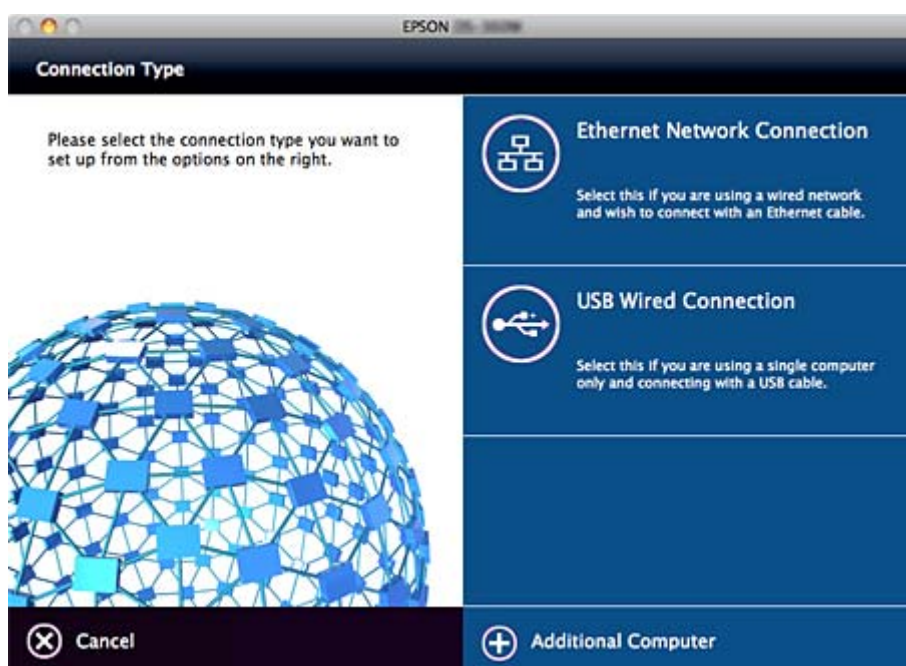 EPSON
Connection Type
Please select the connection type you want to
set up from the options on the right.
Ethernet Network Connection
Select this if you are using a wired network
and wish to connect with an Ethernet cable.
USB Wired Connection
Select this if you are using a single computer
only and connecting with a USB cable.
Cancel
Additional Computer